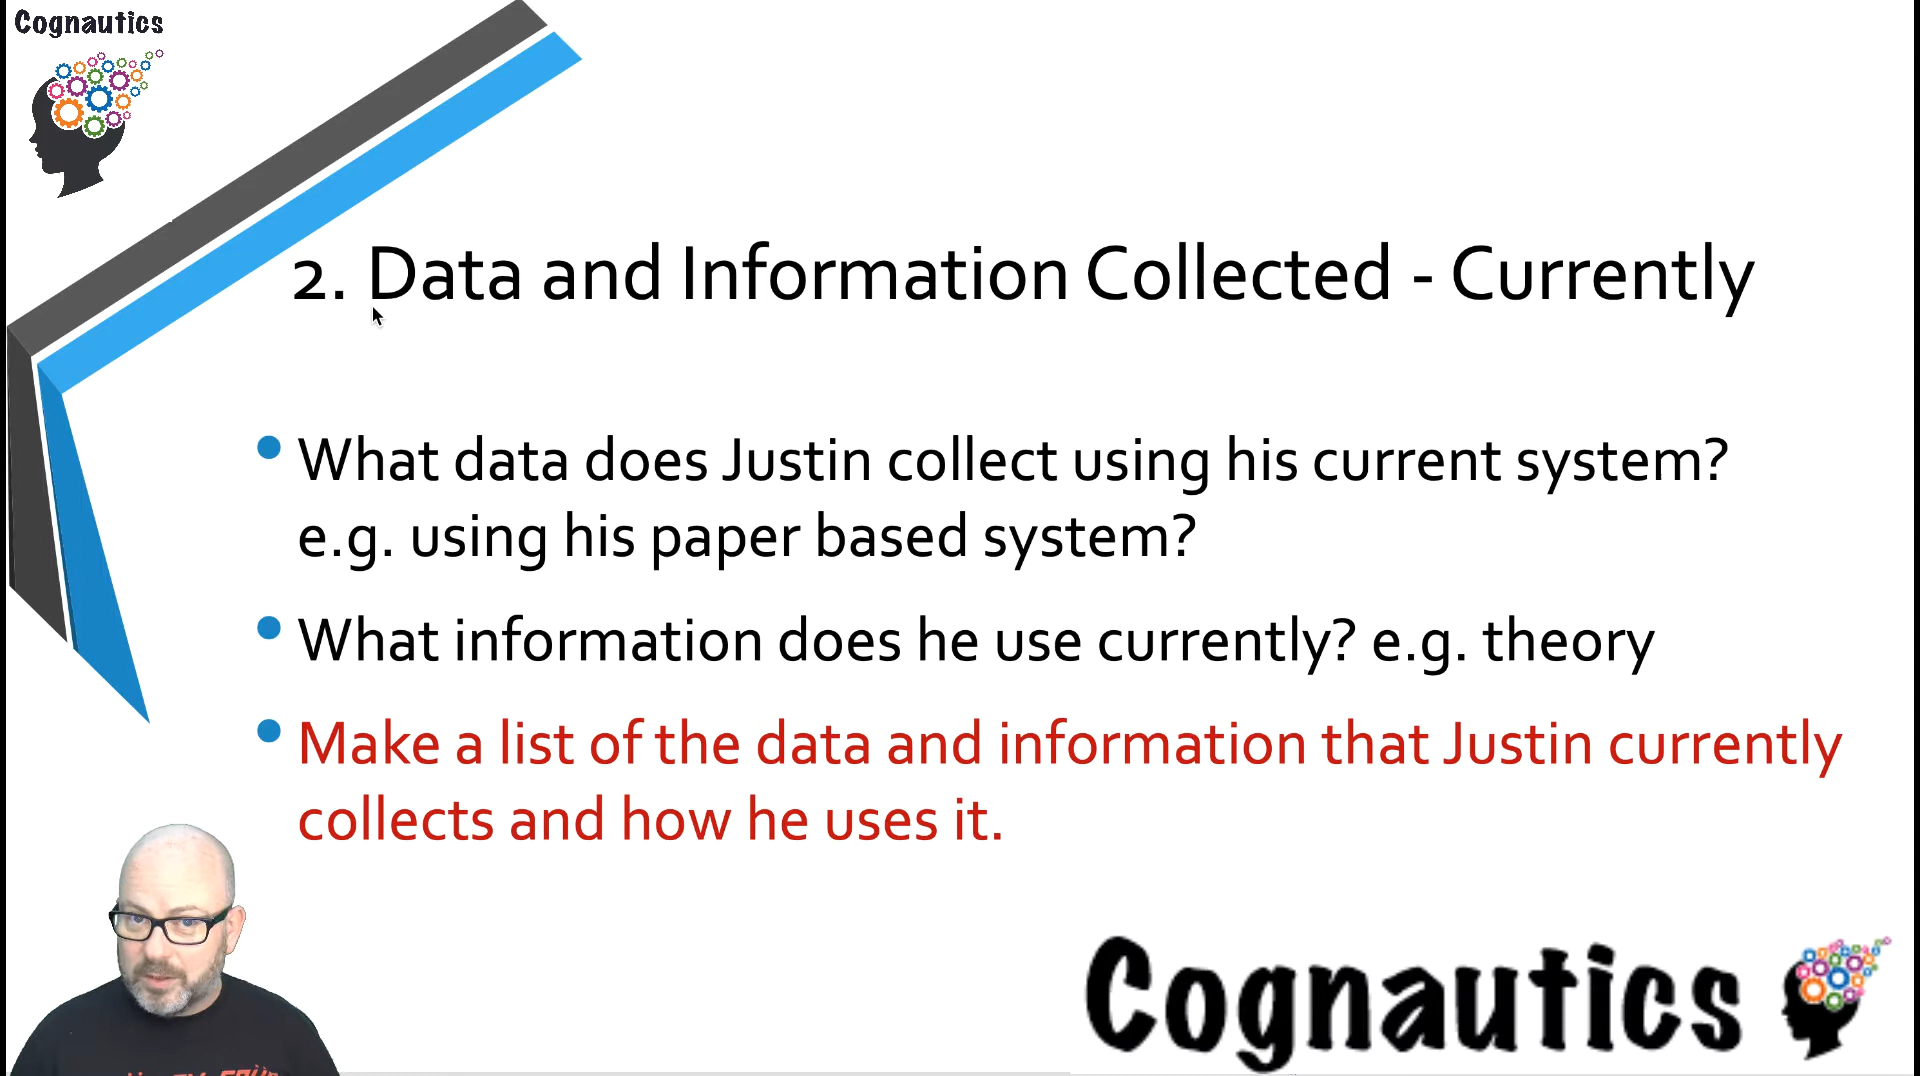 Cognautics
2. Data and Information Collected - Currently
What data does Justin collect using his current system?
e.g. using his paper based system?
What information does he use currently? e.g. theory
Make a list of the data and information that Justin currently
collects and how he uses it.
Cognautics